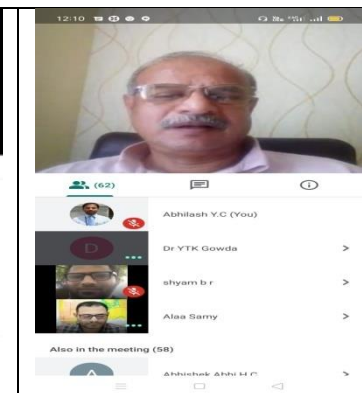 12:10
(62)
Abhilash Y.C (You)
D
Dr YTK Gowda
shyam b r
Alaa Samy
Also in the meeting (58)
A
Abhishek Abhi H C